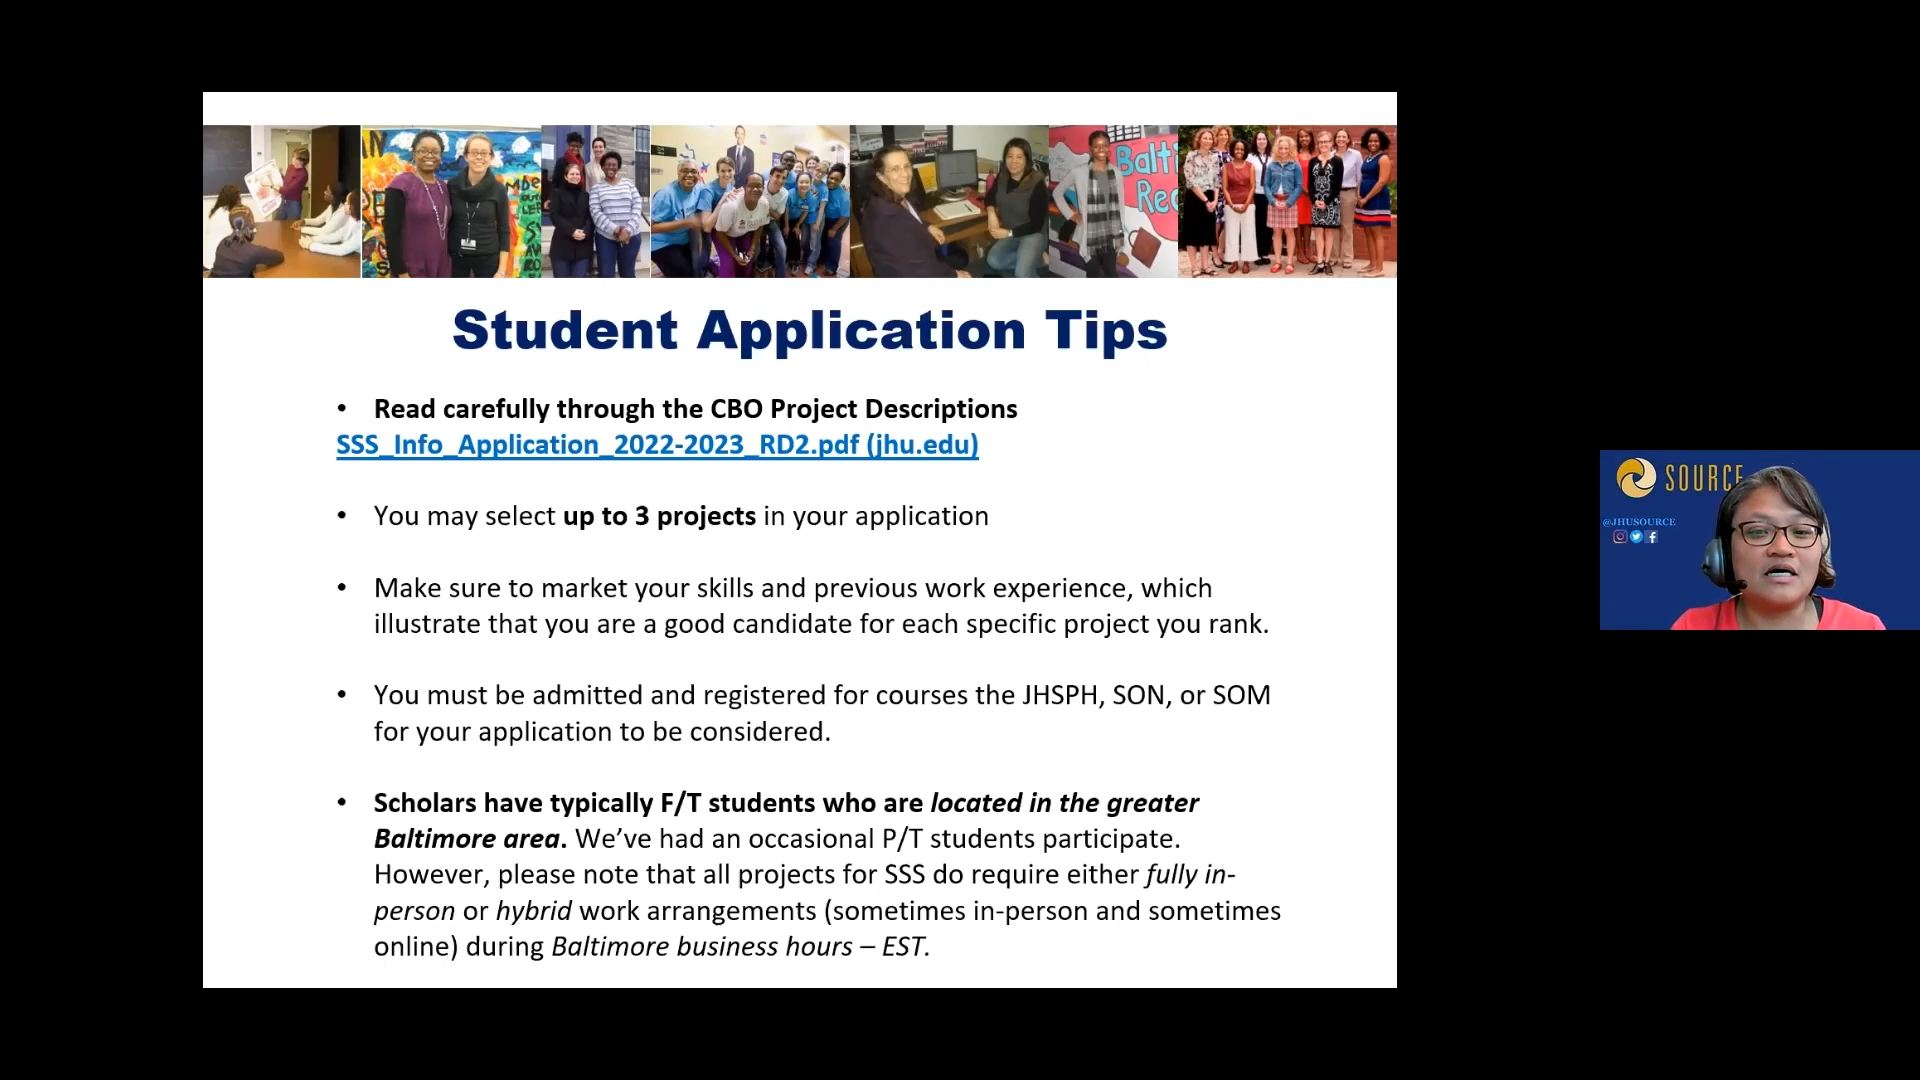 Balti
Rec
Student Application Tips
• Read carefully through the CBO Project Descriptions
SSS_Info_Application_2022-2023_RD2.pdf (jhu.edu)
• You may select up to 3 projects in your application
• Make sure to market your skills and previous work experience, which
illustrate that you are a good candidate for each specific project you rank.
• You must be admitted and registered for courses the JHSPH, SON, or SOM
for your application to be considered.
• Scholars have typically F/T students who are located in the greater
Baltimore area. We’ve had an occasional P/T students participate.
However, please note that all projects for SSS do require either fully in-
person or hybrid work arrangements (sometimes in-person and sometimes
online) during Baltimore business hours – EST.
SOURCE
@JHUSOURCE